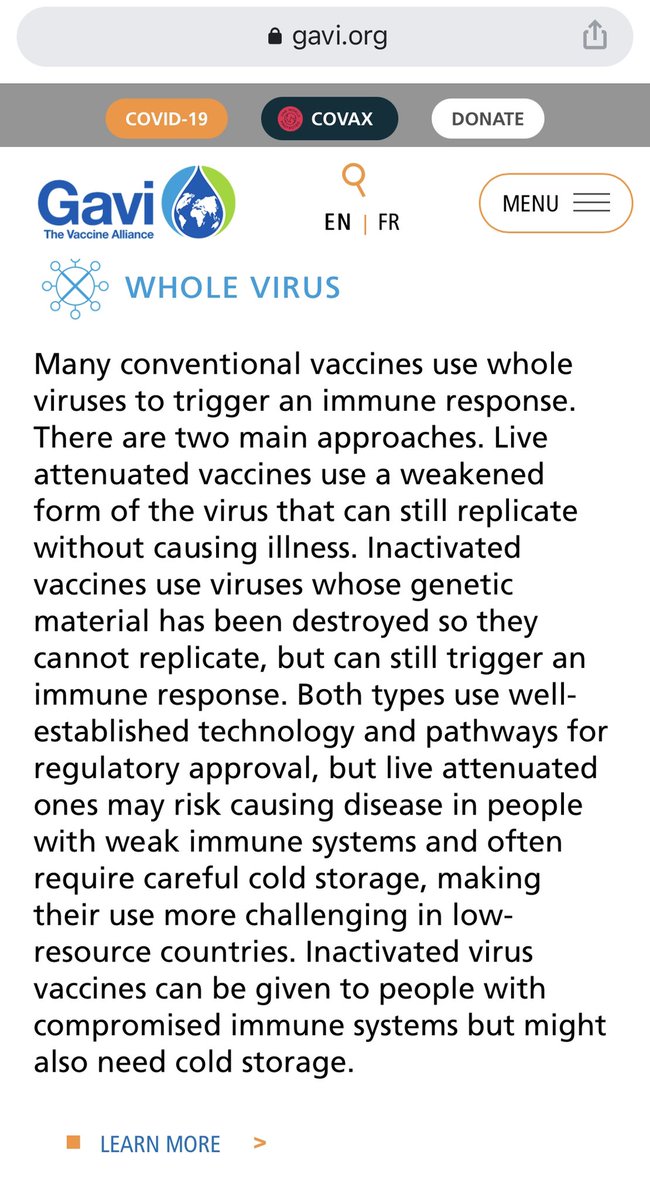 gavi.org
COVID-19
COVAX
DONATE
Gavi
The Vaccine Alliance
EN | FR
MENU
WHOLE VIRUS
Many conventional vaccines use whole
viruses to trigger an immune response.
There are two main approaches. Live
attenuated vaccines use a weakened
form of the virus that can still replicate
without causing illness. Inactivated
vaccines use viruses whose genetic
material has been destroyed so they
cannot replicate, but can still trigger an
immune response. Both types use well-
established technology and pathways for
regulatory approval, but live attenuated
ones may risk causing disease in people
with weak immune systems and often
require careful cold storage, making
their use more challenging in low-
resource countries. Inactivated virus
vaccines can be given to people with
compromised immune systems but might
also need cold storage.
LEARN MORE >